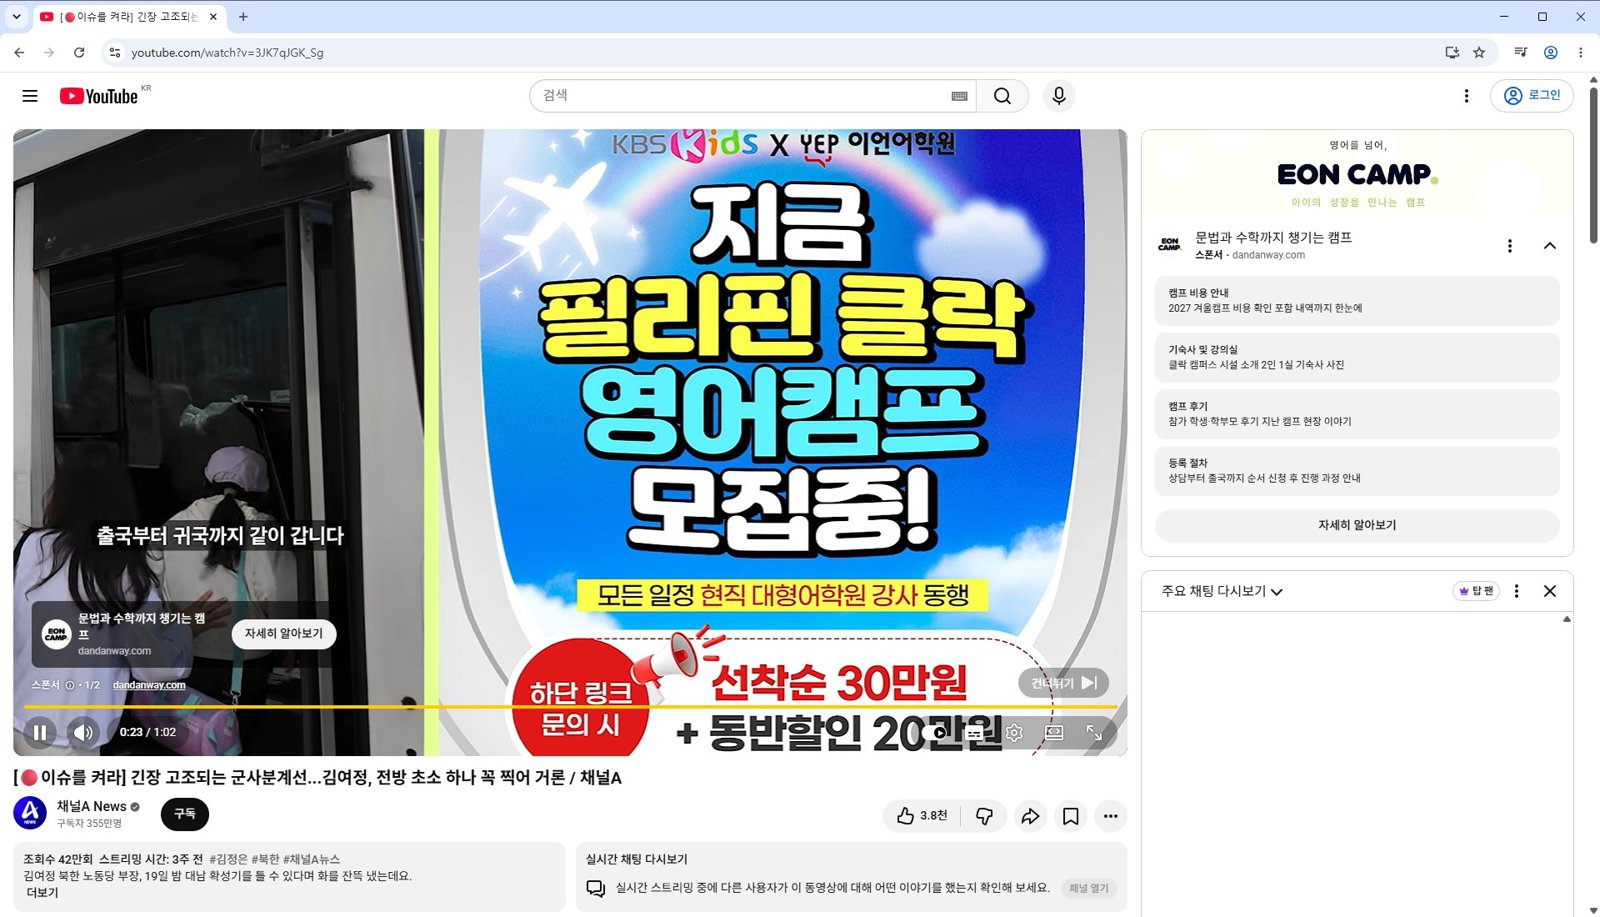 [🔴이슈를 켜라] 긴장 고조되는
youtube.com/watch?v=3JK7qJGK_Sg
YouTube KR
검색
로그인
KBS Kids X YEP 이언어학원
지금
필리핀 클락
영어캠프
모집중!
모든 일정 현직 대형어학원 강사 동행
하단 링크
문의 시
선착순 30만원
+ 동반할인 20만원
출국부터 귀국까지 같이 갑니다
EON CAMP.
문법과 수학까지 챙기는 캠
프
dandanway.com
자세히 알아보기
스폰서 · 1/2 dandanway.com
건너뛰기
0:23 / 1:02
[🔴이슈를 켜라] 긴장 고조되는 군사분계선...김여정, 전방 초소 하나 꼭 찍어 거론 / 채널A
채널A News
구독자 355만명
구독
3.8천
조회수 42만회 스트리밍 시간: 3주 전 #김정은 #북한 #채널A뉴스
김여정 북한 노동당 부장, 19일 밤 대남 확성기를 틀 수 있다며 화를 잔뜩 냈는데요.
더보기
실시간 채팅 다시보기
실시간 스트리밍 중에 다른 사용자가 이 동영상에 대해 어떤 이야기를 했는지 확인해 보세요.
패널 열기
영어를 넘어,
EON CAMP.
아이의 성장을 만나는 캠프
EON CAMP.
문법과 수학까지 챙기는 캠프
스폰서 · dandanway.com
캠프 비용 안내
2027 겨울캠프 비용 확인 포함 내역까지 한눈에
기숙사 및 강의실
클락 캠퍼스 시설 소개 2인 1실 기숙사 사진
캠프 후기
참가 학생·학부모 후기 지난 캠프 현장 이야기
등록 절차
상담부터 출국까지 순서 신청 후 진행 과정 안내
자세히 알아보기
주요 채팅 다시보기
탑 팬